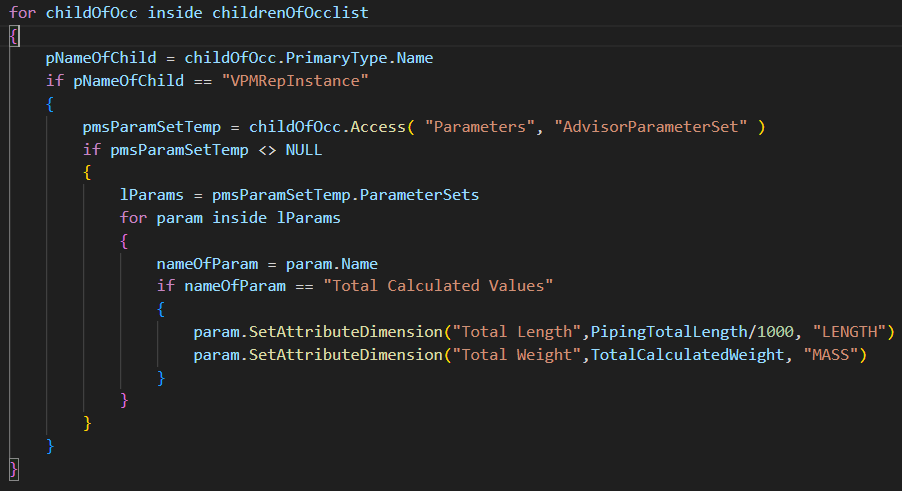 for childOfOcc inside childrenOfOcclist
{
pNameOfChild = childOfOcc.PrimaryType.Name
if pNameOfChild == "VPMRepInstance"
{
pmsParamSetTemp = childOfOcc.Access( "Parameters", "AdvisorParameterSet" )
if pmsParamSetTemp <> NULL
{
lParams = pmsParamSetTemp.ParameterSets
for param inside lParams
{
nameOfParam = param.Name
if nameOfParam == "Total Calculated Values"
{
param.SetAttributeDimension("Total Length",PipingTotalLength/1000, "LENGTH")
param.SetAttributeDimension("Total Weight",TotalCalculatedWeight, "MASS")
}
}
}
}
}